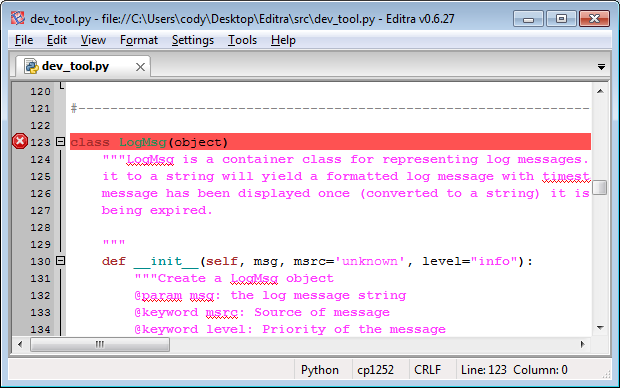 dev_tool.py - file://C:\Users\cody\Desktop\Editra\src\dev_tool.py - Editra v0.6.27
File Edit View Format Settings Tools Help
dev_tool.py
120
121 #---------------------------------------------------------------
122
123 class LogMsg(object)
124 """LogMsg is a container class for representing log messages.
125 it to a string will yield a formatted log message with timest
126 message has been displayed once (converted to a string) it is
127 being expired.
128
129 """
130 def __init__(self, msg, msrc='unknown', level="info"):
131 """Create a LogMsg object
132 @param msg: the log message string
133 @keyword msrc: Source of message
134 @keyword level: Priority of the message
Python cp1252 CRLF Line: 123 Column: 0